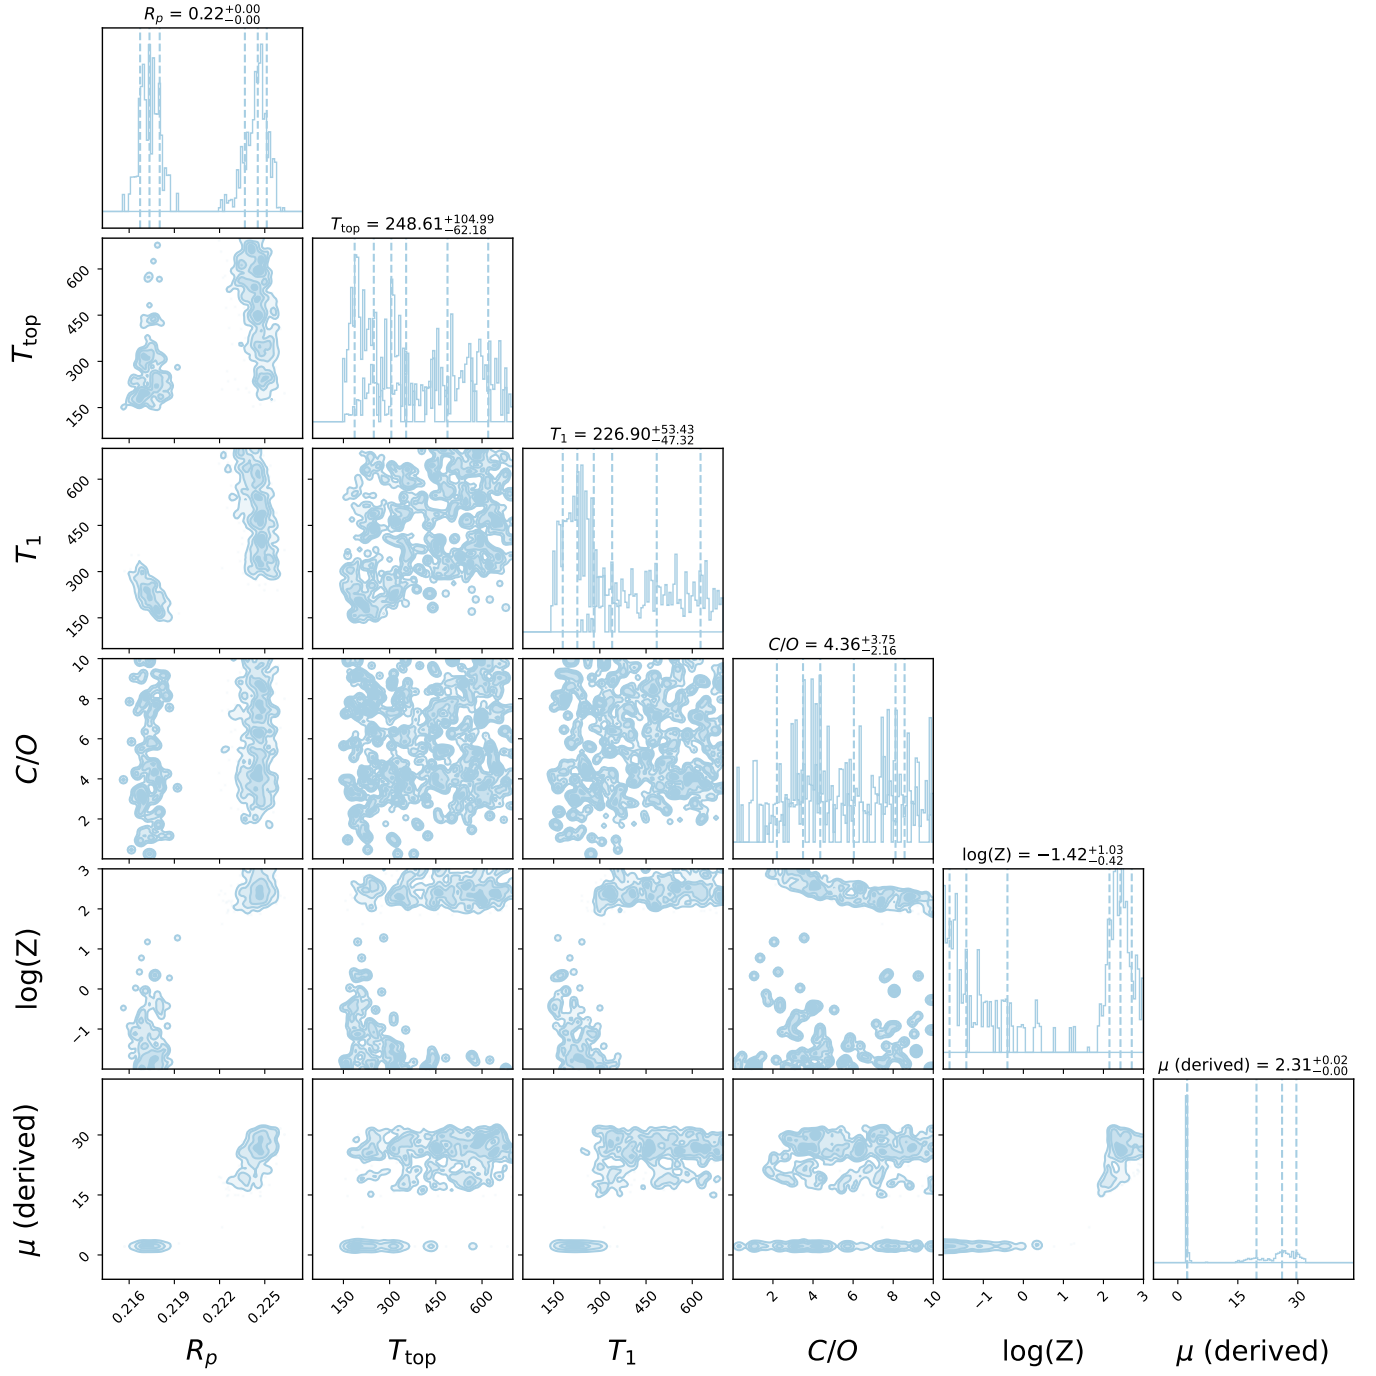 R_p = 0.22^{+0.00}_{−0.00}
T_top = 248.61^{+104.99}_{−62.18}
600
450
300
150
T_top
T_1 = 226.90^{+53.43}_{−47.32}
600
450
300
150
T_1
C/O = 4.36^{+3.75}_{−2.16}
10
8
6
4
2
C/O
log(Z) = −1.42^{+1.03}_{−0.42}
3
2
1
0
−1
log(Z)
μ (derived) = 2.31^{+0.02}_{−0.00}
30
15
0
μ (derived)
0.216 0.219 0.222 0.225 150 300 450 600 150 300 450 600 2 4 6 8 10 −1 0 1 2 3 0 15 30
R_p T_top T_1 C/O log(Z) μ (derived)